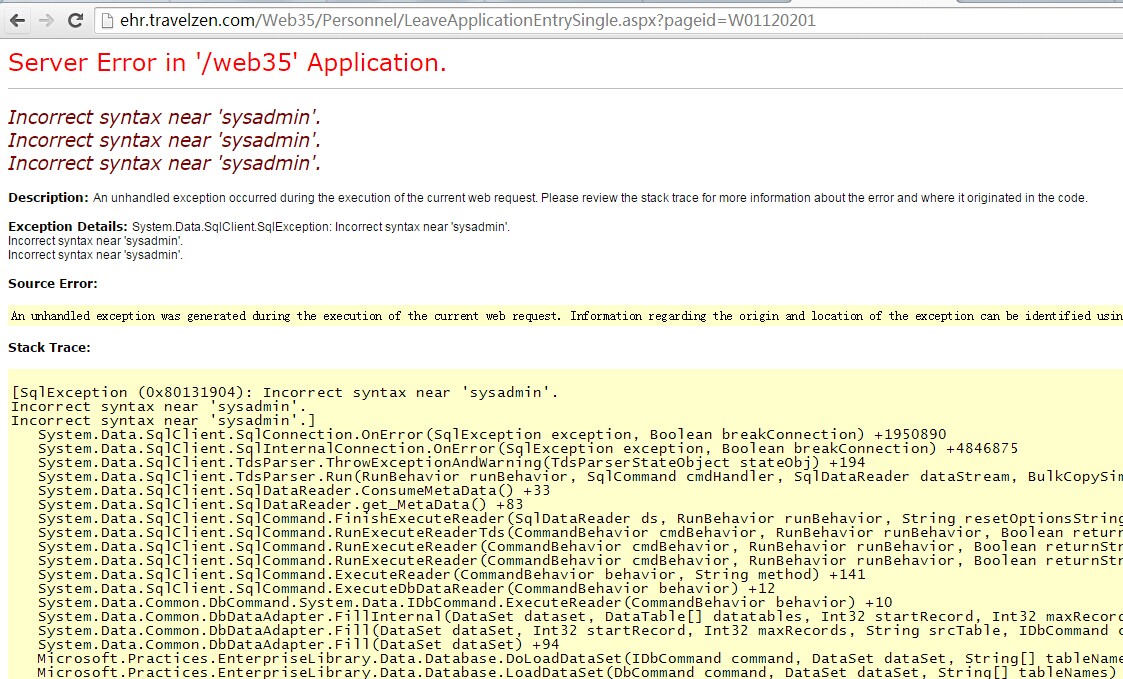 ehr.travelzen.com/Web35/Personnel/LeaveApplicationEntrySingle.aspx?pageid=W01120201
Server Error in '/web35' Application.
Incorrect syntax near 'sysadmin'.
Incorrect syntax near 'sysadmin'.
Incorrect syntax near 'sysadmin'.
Description: An unhandled exception occurred during the execution of the current web request. Please review the stack trace for more information about the error and where it originated in the code.
Exception Details: System.Data.SqlClient.SqlException: Incorrect syntax near 'sysadmin'.
Incorrect syntax near 'sysadmin'.
Incorrect syntax near 'sysadmin'.
Source Error:
An unhandled exception was generated during the execution of the current web request. Information regarding the origin and location of the exception can be identified usin
Stack Trace:
[SqlException (0x80131904): Incorrect syntax near 'sysadmin'.
Incorrect syntax near 'sysadmin'.
Incorrect syntax near 'sysadmin'.]
System.Data.SqlClient.SqlConnection.OnError(SqlException exception, Boolean breakConnection) +1950890
System.Data.SqlClient.SqlInternalConnection.OnError(SqlException exception, Boolean breakConnection) +4846875
System.Data.SqlClient.TdsParser.ThrowExceptionAndWarning(TdsParserStateObject stateObj) +194
System.Data.SqlClient.TdsParser.Run(RunBehavior runBehavior, SqlCommand cmdHandler, SqlDataReader dataStream, BulkCopySim
System.Data.SqlClient.SqlDataReader.ConsumeMetaData() +33
System.Data.SqlClient.SqlDataReader.get_MetaData() +83
System.Data.SqlClient.SqlCommand.FinishExecuteReader(SqlDataReader ds, RunBehavior runBehavior, String resetOptionsString
System.Data.SqlClient.SqlCommand.RunExecuteReaderTds(CommandBehavior cmdBehavior, RunBehavior runBehavior, Boolean return
System.Data.SqlClient.SqlCommand.RunExecuteReader(CommandBehavior cmdBehavior, RunBehavior runBehavior, Boolean returnStr
System.Data.SqlClient.SqlCommand.RunExecuteReader(CommandBehavior cmdBehavior, RunBehavior runBehavior, Boolean returnStr
System.Data.SqlClient.SqlCommand.ExecuteReader(CommandBehavior behavior, String method) +141
System.Data.SqlClient.SqlCommand.ExecuteDbDataReader(CommandBehavior behavior) +12
System.Data.Common.DbCommand.System.Data.IDbCommand.ExecuteReader(CommandBehavior behavior) +10
System.Data.Common.DbDataAdapter.FillInternal(DataSet dataset, DataTable[] datatables, Int32 startRecord, Int32 maxRecord
System.Data.Common.DbDataAdapter.Fill(DataSet dataSet, Int32 startRecord, Int32 maxRecords, String srcTable, IDbCommand c
System.Data.Common.DbDataAdapter.Fill(DataSet dataSet) +94
Microsoft.Practices.EnterpriseLibrary.Data.Database.DoLoadDataSet(IDbCommand command, DataSet dataSet, String[] tableName
Microsoft.Practices.EnterpriseLibrary.Data.Database.LoadDataSet(DbCommand command, DataSet dataSet, String[] tableNames)